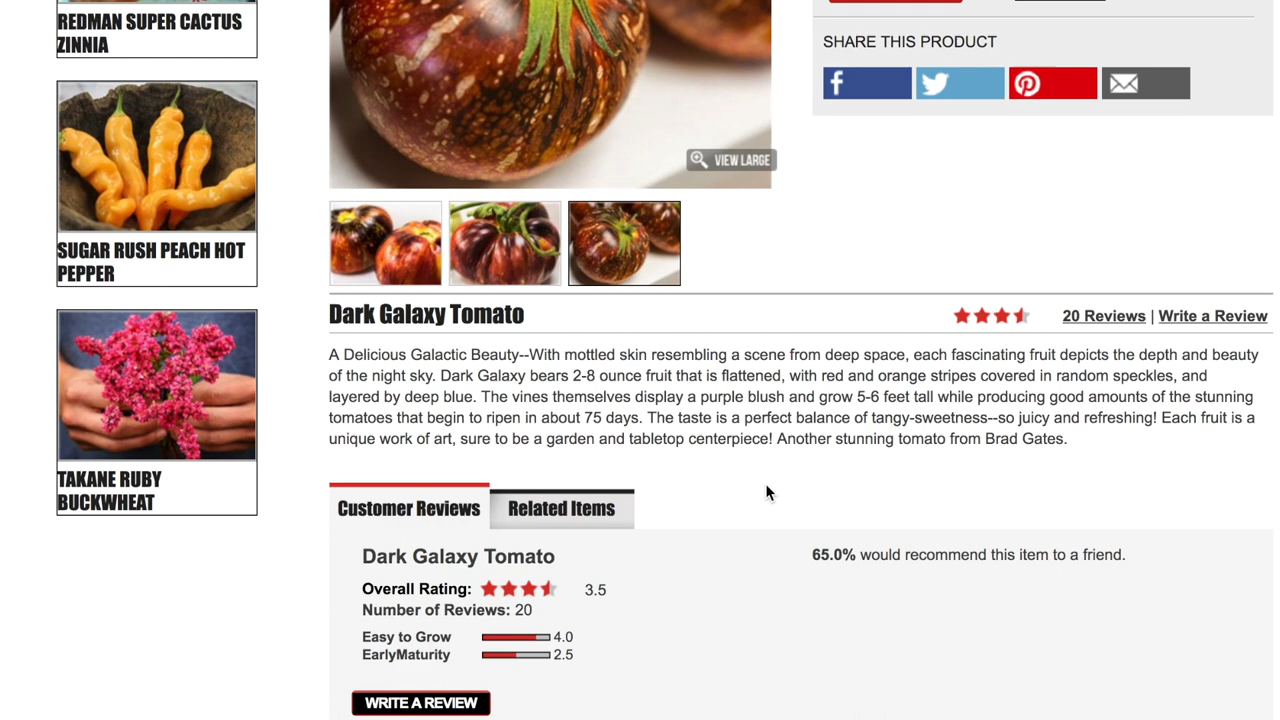 REDMAN SUPER CACTUS
ZINNIA
SUGAR RUSH PEACH HOT
PEPPER
TAKANE RUBY
BUCKWHEAT
VIEW LARGE
SHARE THIS PRODUCT
Dark Galaxy Tomato
20 Reviews | Write a Review
A Delicious Galactic Beauty--With mottled skin resembling a scene from deep space, each fascinating fruit depicts the depth and beauty
of the night sky. Dark Galaxy bears 2-8 ounce fruit that is flattened, with red and orange stripes covered in random speckles, and
layered by deep blue. The vines themselves display a purple blush and grow 5-6 feet tall while producing good amounts of the stunning
tomatoes that begin to ripen in about 75 days. The taste is a perfect balance of tangy-sweetness--so juicy and refreshing! Each fruit is a
unique work of art, sure to be a garden and tabletop centerpiece! Another stunning tomato from Brad Gates.
Customer Reviews
Related Items
Dark Galaxy Tomato
65.0% would recommend this item to a friend.
Overall Rating: 3.5
Number of Reviews: 20
Easy to Grow 4.0
EarlyMaturity 2.5
WRITE A REVIEW